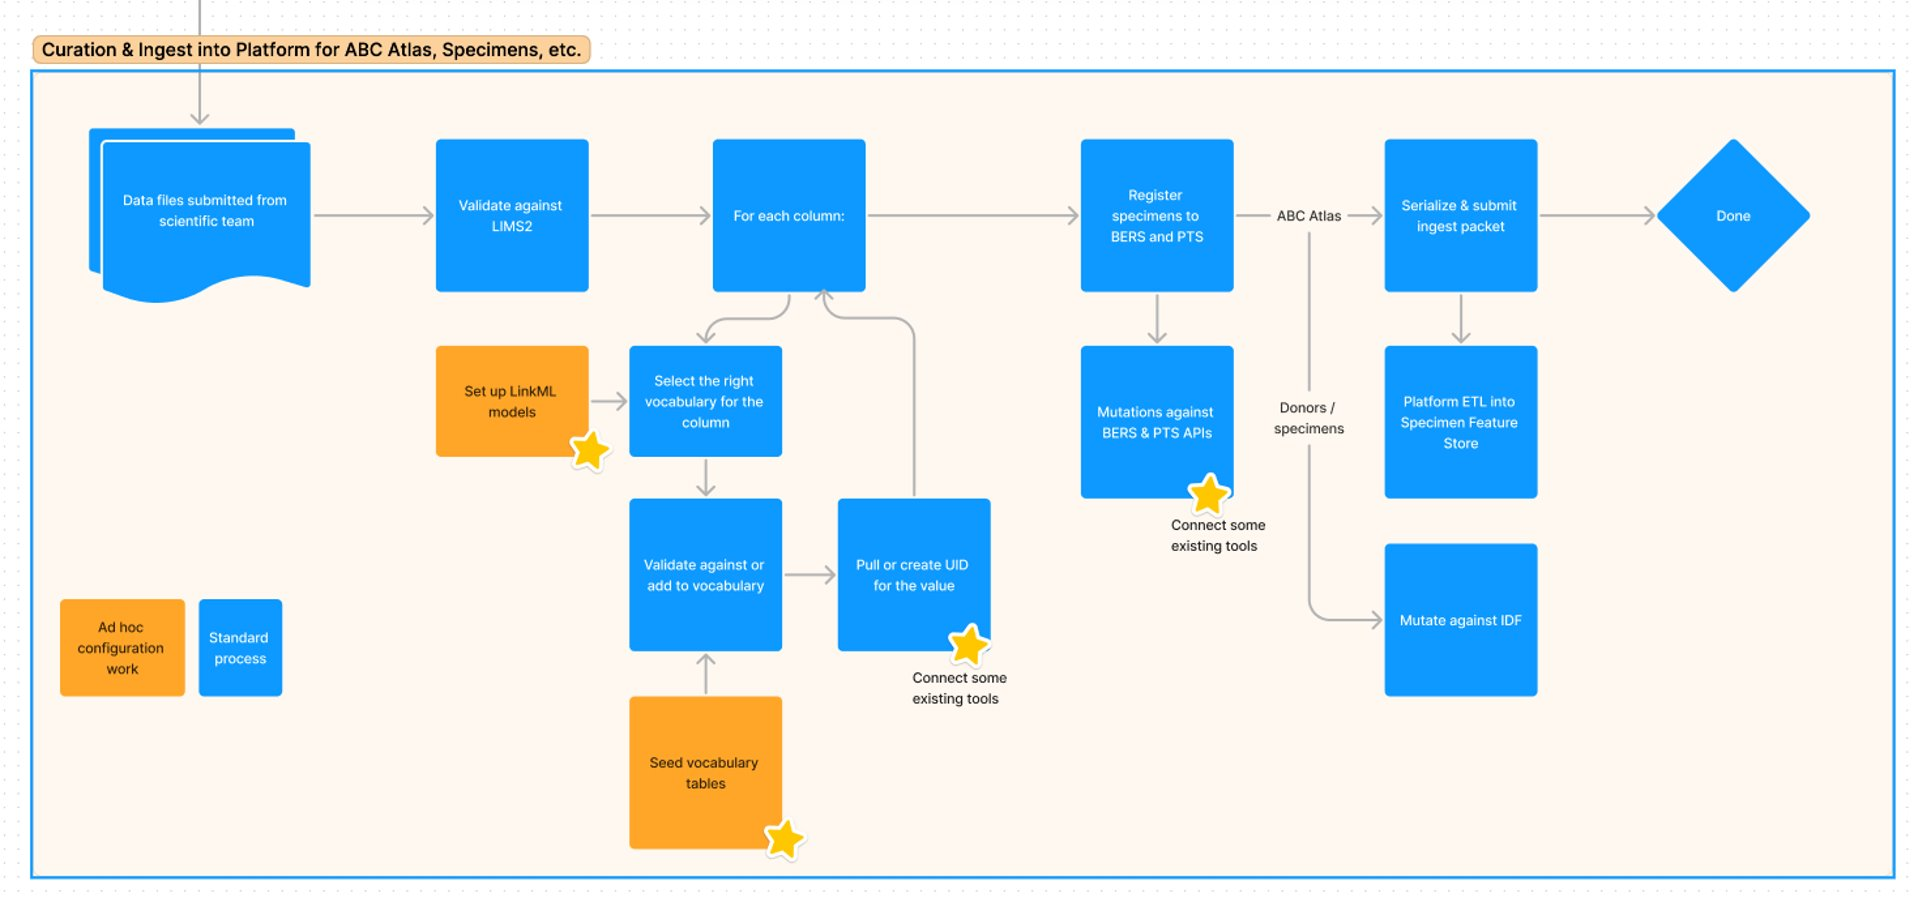 Curation & Ingest into Platform for ABC Atlas, Specimens, etc.
Data files submitted from
scientific team
Validate against
LIMS2
For each column:
Register
specimens to
BERS and PTS
ABC Atlas
Serialize & submit
ingest packet
Done
Set up LinkML
models
Select the right
vocabulary for the
column
Mutations against
BERS & PTS APIs
Connect some
existing tools
Donors /
specimens
Platform ETL into
Specimen Feature
Store
Validate against or
add to vocabulary
Pull or create UID
for the value
Connect some
existing tools
Mutate against IDF
Ad hoc
configuration
work
Standard
process
Seed vocabulary
tables